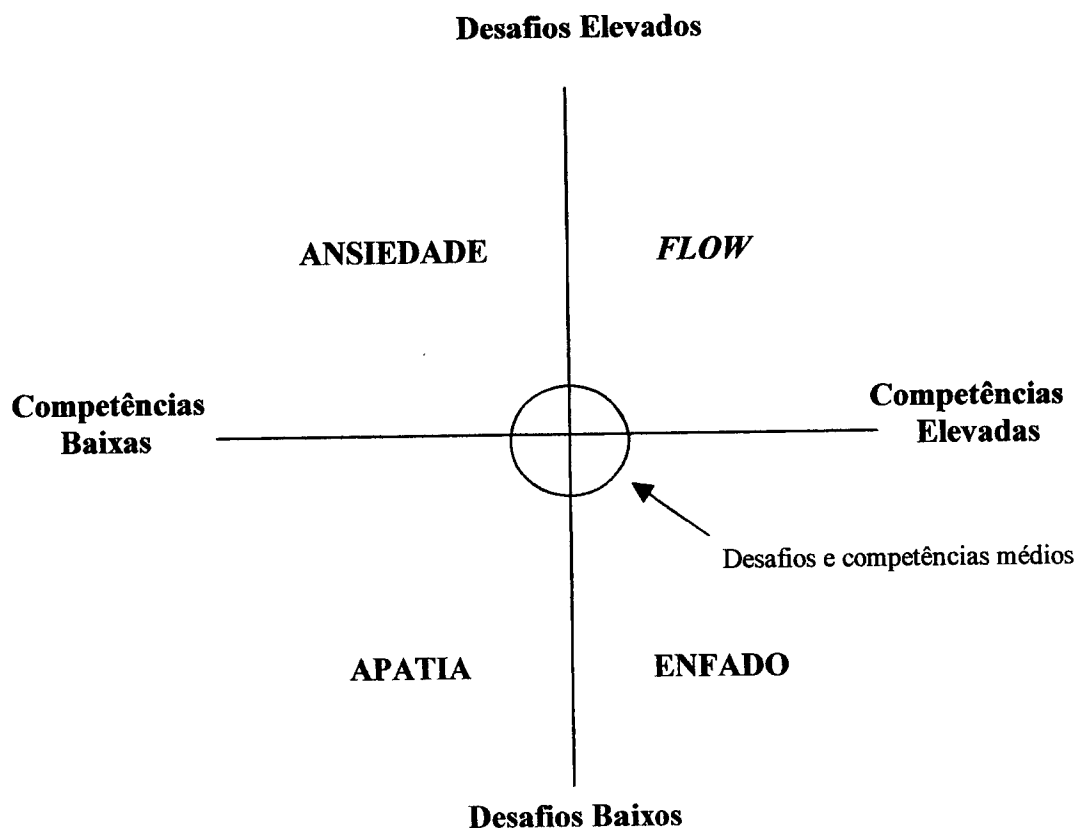 Desafios Elevados
ANSIEDADE
FLOW
Competências
Baixas
Competências
Elevadas
Desafios e competências médios
APATIA
ENFADO
Desafios Baixos